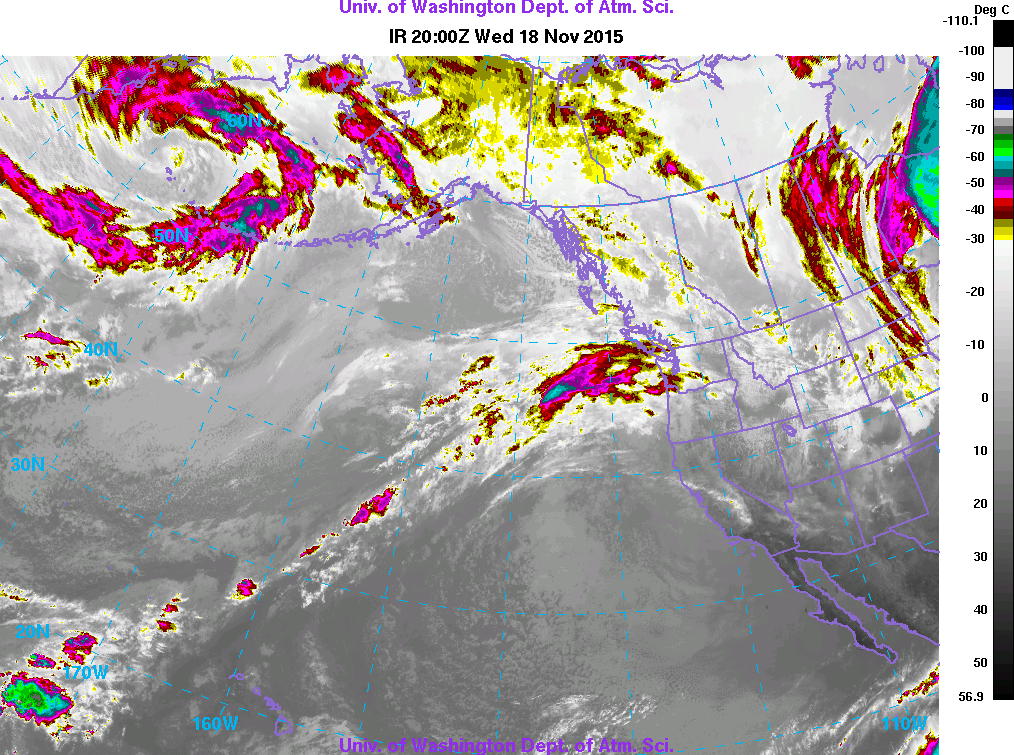 Univ. of Washington Dept. of Atm. Sci.
Deg C
IR 20:00Z Wed 18 Nov 2015
-110.1
-100
-90
-80
-70
-60
-50
-40
-30
-20
-10
0
10
20
30
40
50
56.9
60N
50N
40N
30N
20N
170W
160W
110W
Univ. of Washington Dept. of Atm. Sci.